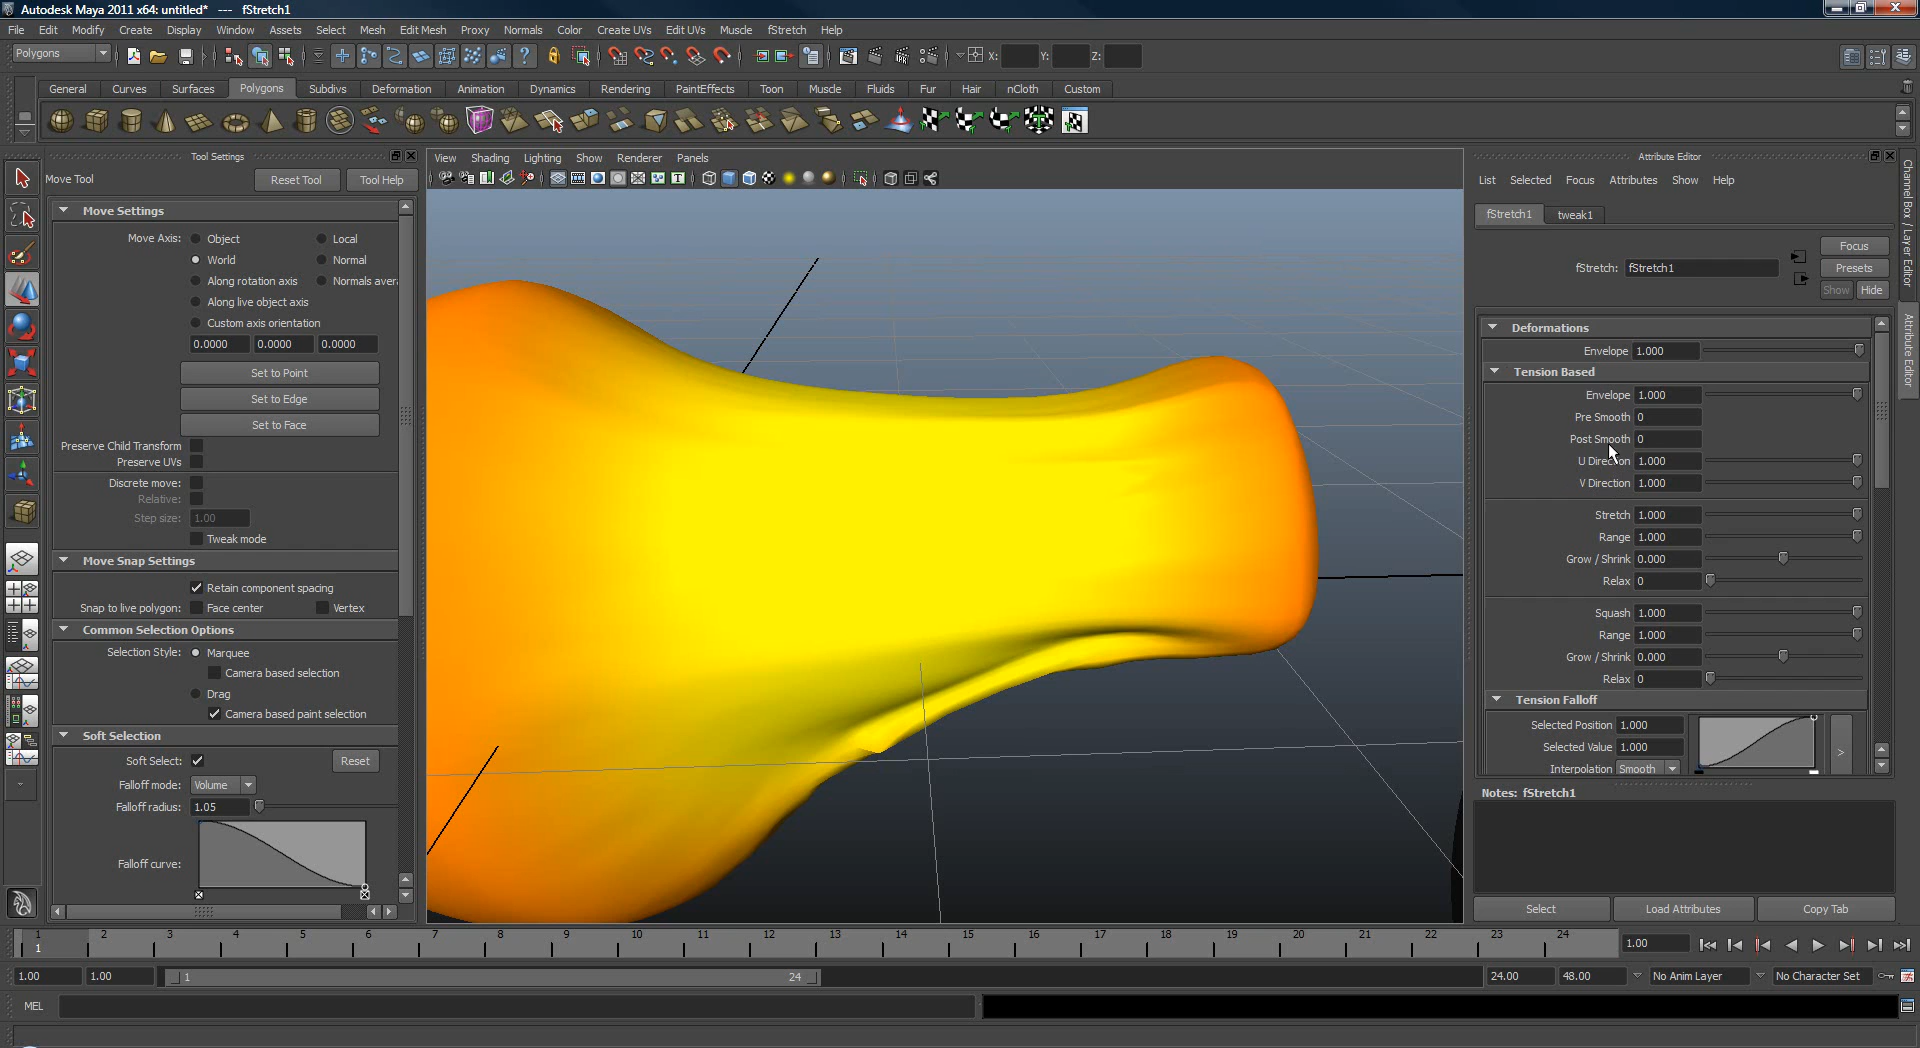 Autodesk Maya 2011 x64: untitled* --- fStretch1
File Edit Modify Create Display Window Assets Select Mesh Edit Mesh Proxy Normals Color Create UVs Edit UVs Muscle fStretch Help
Polygons X: Y: Z:
General Curves Surfaces Polygons Subdivs Deformation Animation Dynamics Rendering PaintEffects Toon Muscle Fluids Fur Hair nCloth Custom
Tool Settings
Move Tool Reset Tool Tool Help
Move Settings
Move Axis: Object Local
World Normal
Along rotation axis Normals aver
Along live object axis
Custom axis orientation
0.0000 0.0000 0.0000
Set to Point
Set to Edge
Set to Face
Preserve Child Transform
Preserve UVs
Discrete move:
Relative:
Step size: 1.00
Tweak mode
Move Snap Settings
Retain component spacing
Snap to live polygon: Face center Vertex
Common Selection Options
Selection Style: Marquee
Camera based selection
Drag
Camera based paint selection
Soft Selection
Soft Select: Reset
Falloff mode: Volume
Falloff radius: 1.05
Falloff curve:
View Shading Lighting Show Renderer Panels
Attribute Editor
List Selected Focus Attributes Show Help
fStretch1 tweak1
Focus
fStretch: fStretch1 Presets
Show Hide
Deformations
Envelope 1.000
Tension Based
Envelope 1.000
Pre Smooth 0
Post Smooth 0
U Direction 1.000
V Direction 1.000
Stretch 1.000
Range 1.000
Grow / Shrink 0.000
Relax 0
Squash 1.000
Range 1.000
Grow / Shrink 0.000
Relax 0
Tension Falloff
Selected Position 1.000
Selected Value 1.000
>
Interpolation Smooth
Notes: fStretch1
Select Load Attributes Copy Tab
Channel Box / Layer Editor
Attribute Editor
1 2 3 4 5 6 7 8 9 10 11 12 13 14 15 16 17 18 19 20 21 22 23 24
1 1.00
1.00 1.00 1 24 24.00 48.00 No Anim Layer No Character Set
MEL